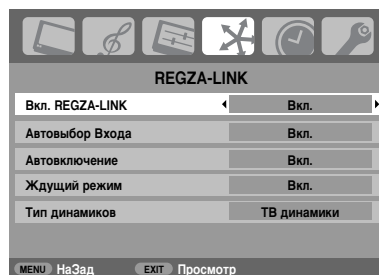 REGZA-LINK
Вкл. REGZA-LINK Вкл.
Автовыбор Входа Вкл.
Автовключение Вкл.
Ждущий режим Вкл.
Тип динамиков ТВ динамики
MENU НаЗад EXIT Просмотр